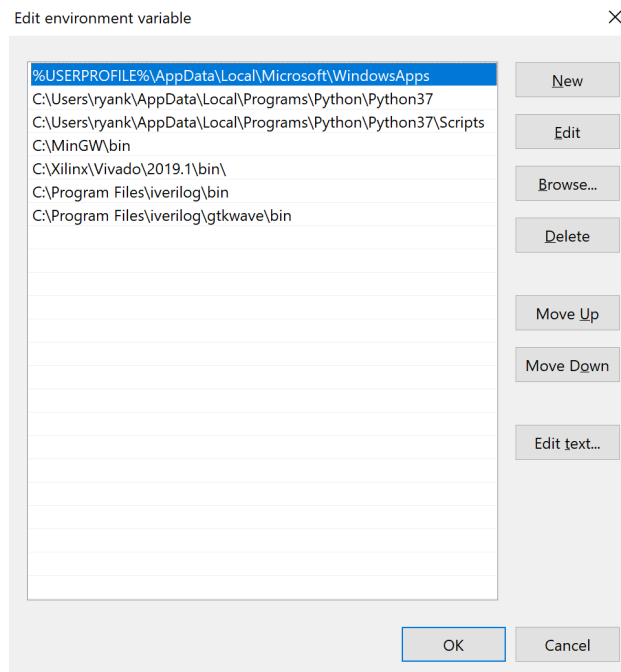 Edit environment variable
%USERPROFILE%\AppData\Local\Microsoft\WindowsApps
C:\Users\ryank\AppData\Local\Programs\Python\Python37
C:\Users\ryank\AppData\Local\Programs\Python\Python37\Scripts
C:\MinGW\bin
C:\Xilinx\Vivado\2019.1\bin\
C:\Program Files\iverilog\bin
C:\Program Files\iverilog\gtkwave\bin
New
Edit
Browse...
Delete
Move Up
Move Down
Edit text...
OK
Cancel